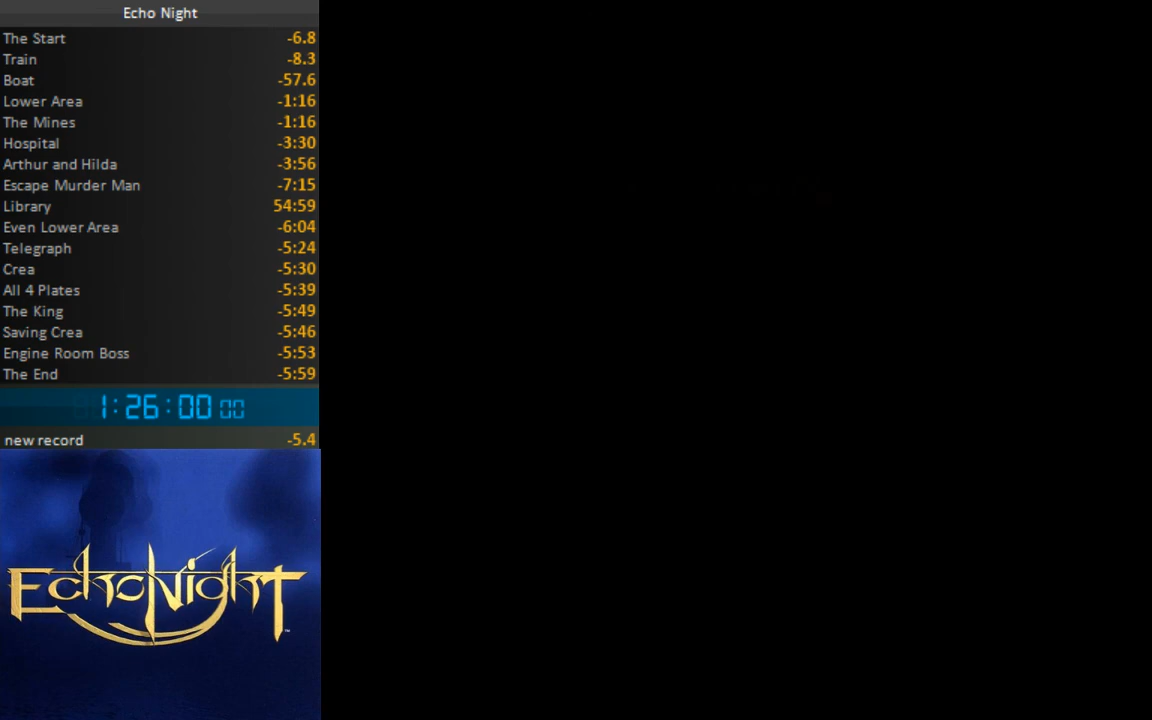 Echo Night
The Start -6.8
Train -8.3
Boat -57.6
Lower Area -1:16
The Mines -1:16
Hospital -3:30
Arthur and Hilda -3:56
Escape Murder Man -7:15
Library 54:59
Even Lower Area -6:04
Telegraph -5:24
Crea -5:30
All 4 Plates -5:39
The King -5:49
Saving Crea -5:46
Engine Room Boss -5:53
The End -5:59
1:26:00 00
new record -5.4
EchoNight™